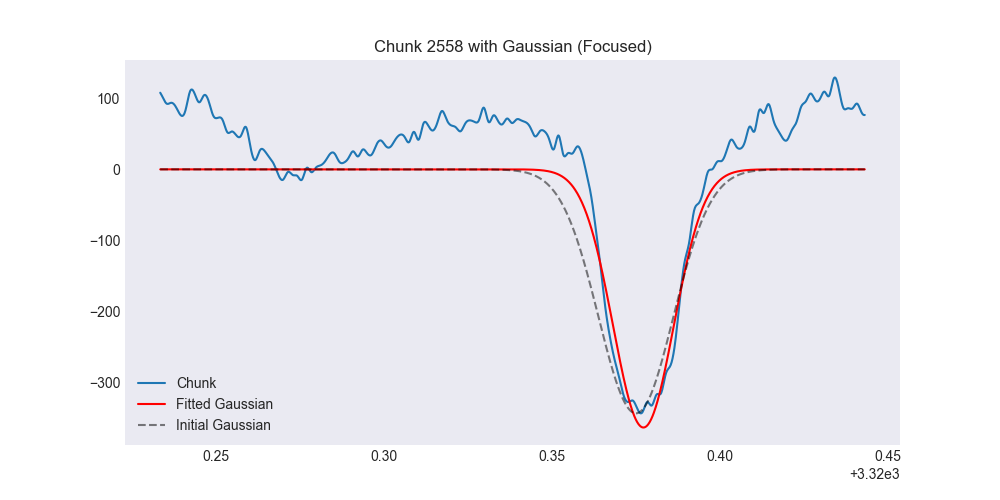 Chunk 2558 with Gaussian (Focused)
100
0
−100
−200
−300
Chunk
Fitted Gaussian
Initial Gaussian
0.25 0.30 0.35 0.40 0.45
+3.32e3